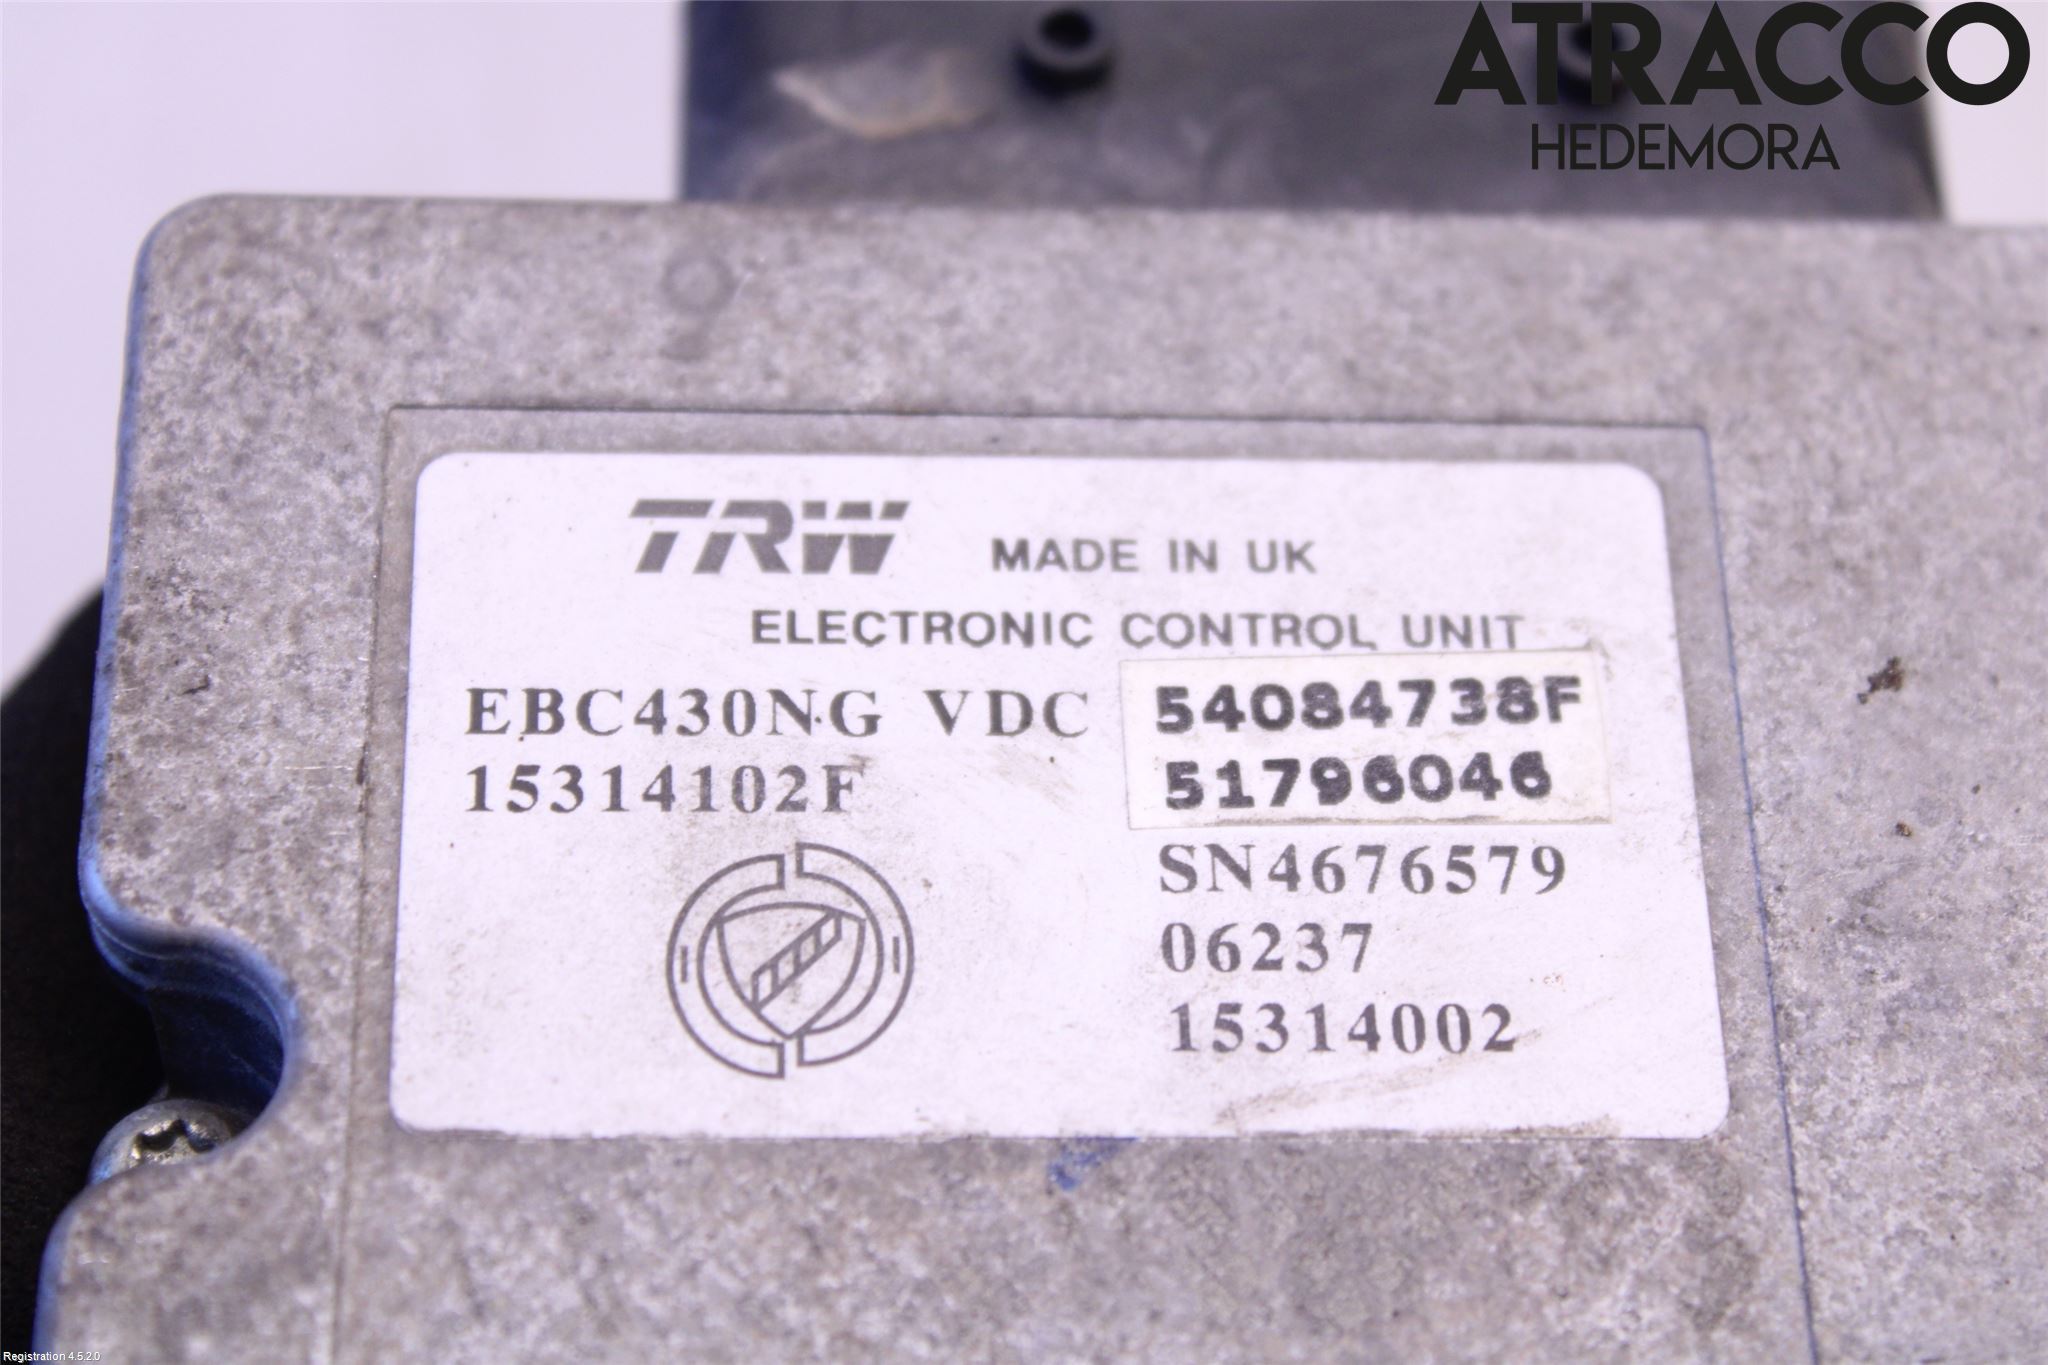 ATRACCO
HEDEMORA
TRW MADE IN UK
ELECTRONIC CONTROL UNIT
EBC430NG VDC 54084738F
15314102F 51796046
SN4676579
06237
15314002
Registration 4.5.2.0